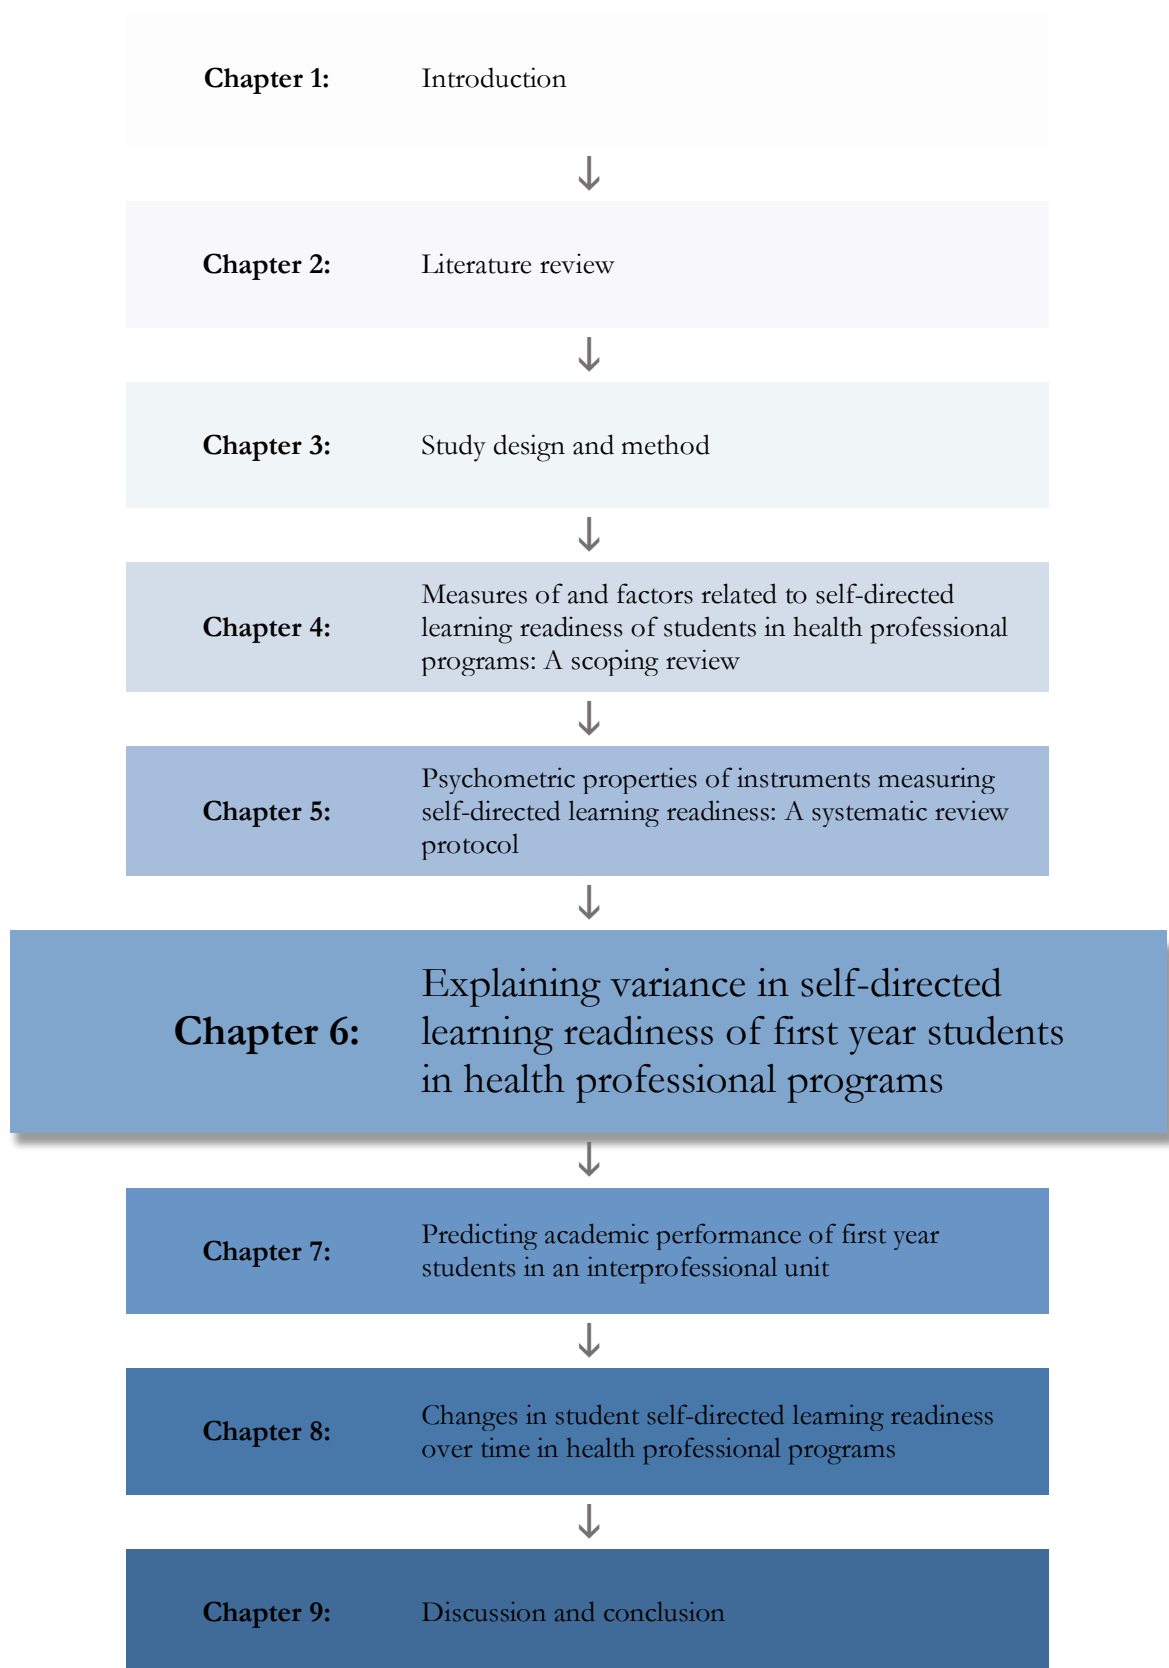 Chapter 1: Introduction
Chapter 2: Literature review
Chapter 3: Study design and method
Measures of and factors related to self-directed
Chapter 4: learning readiness of students in health professional
programs: A scoping review
Psychometric properties of instruments measuring
Chapter 5: self-directed learning readiness: A systematic review
protocol
Explaining variance in self-directed
Chapter 6: learning readiness of first year students
in health professional programs
Chapter 7: Predicting academic performance of first year
students in an interprofessional unit
Chapter 8: Changes in student self-directed learning readiness
over time in health professional programs
Chapter 9: Discussion and conclusion